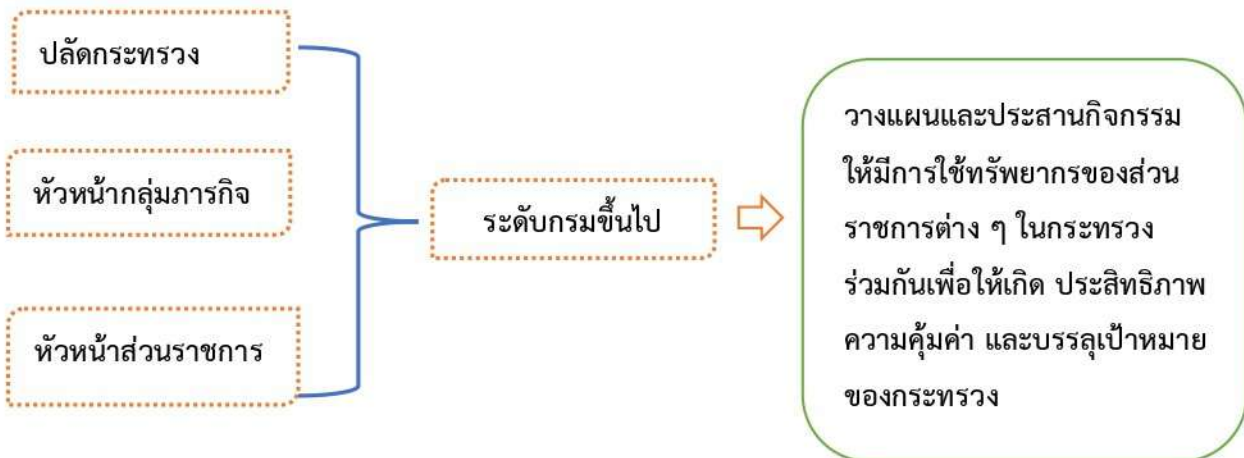 ปลัดกระทรวง
หัวหน้ากลุ่มภารกิจ
หัวหน้าส่วนราชการ
ระดับกรมขึ้นไป
วางแผนและประสานกิจกรรม
ให้มีการใช้ทรัพยากรของส่วน
ราชการต่าง ๆ ในกระทรวง
ร่วมกันเพื่อให้เกิด ประสิทธิภาพ
ความคุ้มค่า และบรรลุเป้าหมาย
ของกระทรวง